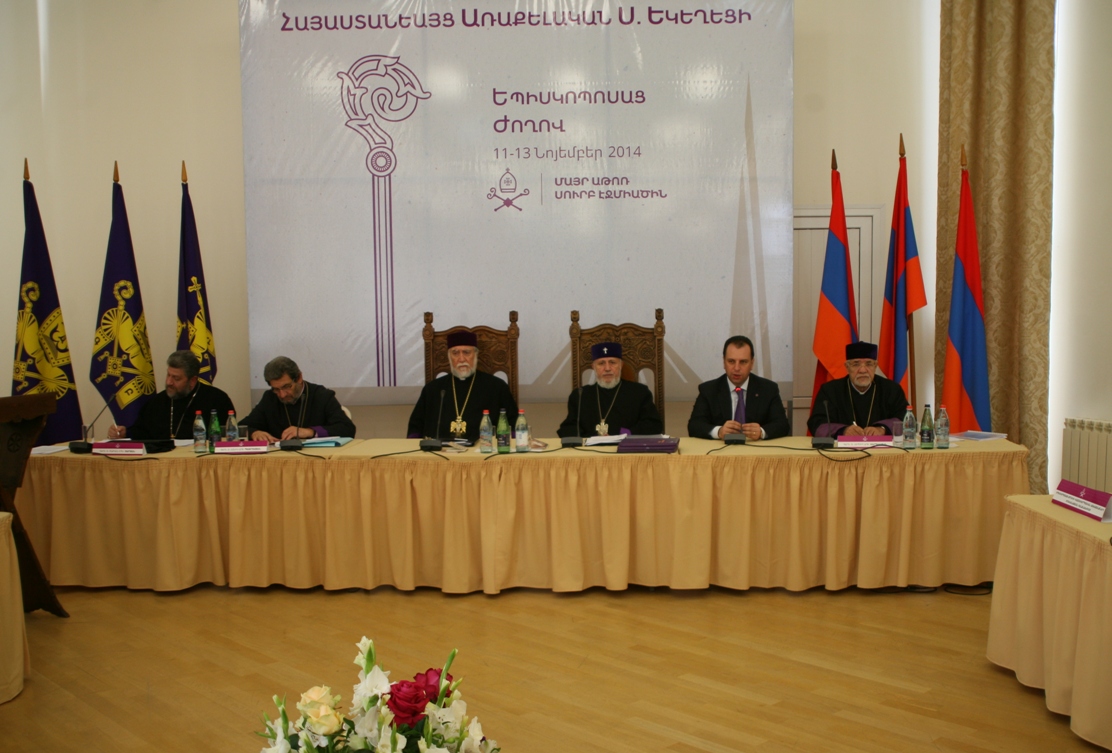 ՀԱՅԱՍՏԱՆԵԱՅՑ ԱՌԱՔԵԼԱԿԱՆ Ս. ԵԿԵՂԵՑԻ
ԵՊԻՍԿՈՊՈՍԱՑ
ԺՈՂՈՎ
11-13 Նոյեմբեր 2014
ՄԱՅՐ ԱԹՈՌ
ՍՈՒՐԲ ԷՋՄԻԱԾԻՆ